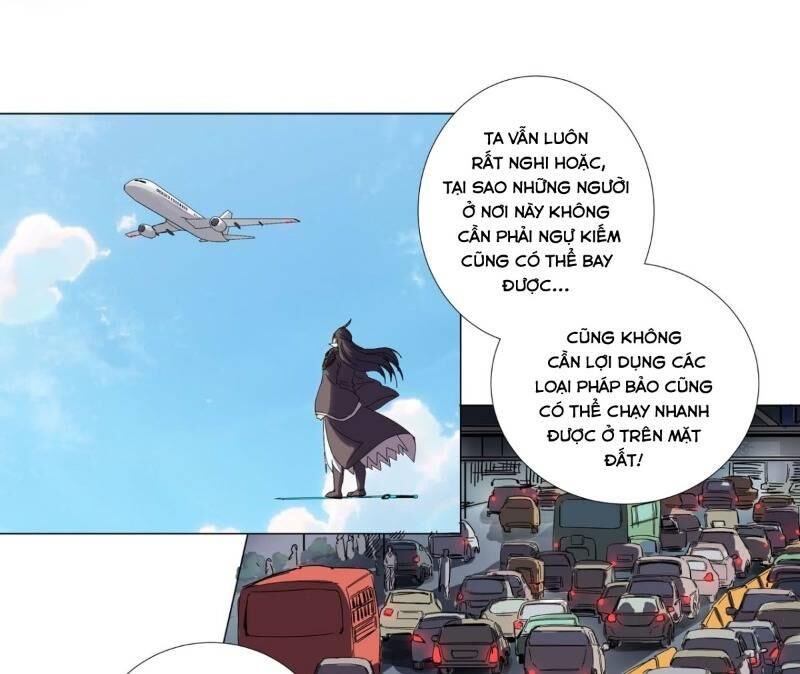 TA VẪN LUÔN
RẤT NGHI HOẶC,
TẠI SAO NHỮNG NGƯỜI
Ở NƠI NÀY KHÔNG
CẦN PHẢI NGỰ KIẾM
CŨNG CÓ THỂ BAY
ĐƯỢC...
CŨNG KHÔNG
CẦN LỢI DỤNG CÁC
LOẠI PHÁP BẢO CŨNG
CÓ THỂ CHẠY NHANH
ĐƯỢC Ở TRÊN MẶT
ĐẤT!